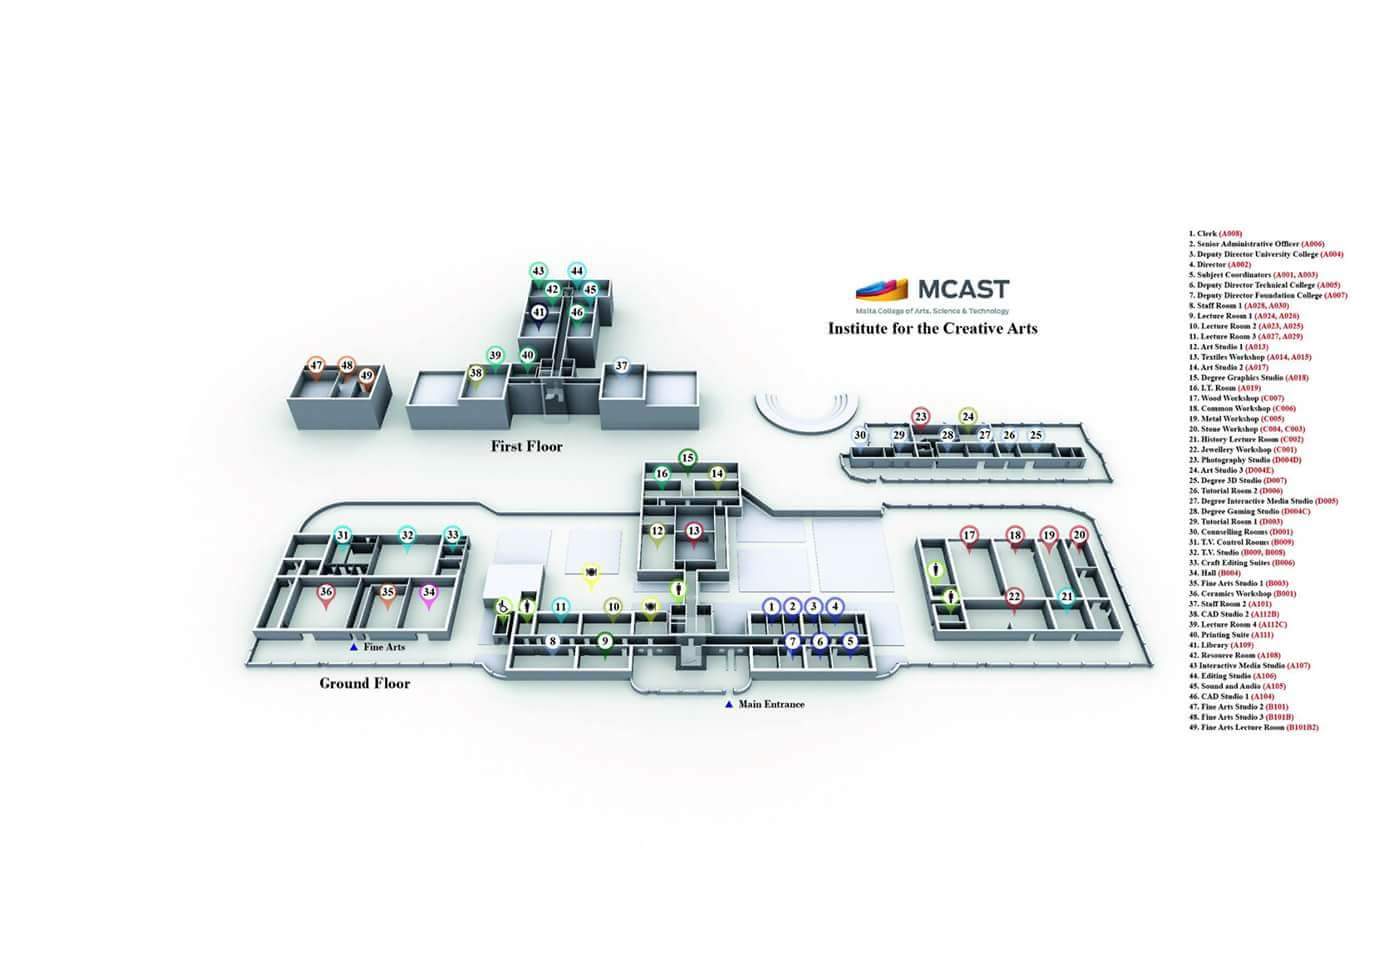 43
44
42
45
41
46
39
40
47
48
49
38
37
First Floor
MCAST
Malta College of Arts, Science & Technology
Institute for the Creative Arts
23
24
30
29
28
27
26
25
15
16
14
12
13
31
32
33
36
35
34
Fine Arts
Ground Floor
11
10
8
9
1
2
3
4
7
6
5
Main Entrance
17
18
19
20
22
21
1. Clerk (A008)
2. Senior Administrative Officer (A006)
3. Deputy Director University College (A004)
4. Director (A002)
5. Subject Coordinators (A001, A003)
6. Deputy Director Technical College (A005)
7. Deputy Director Foundation College (A007)
8. Staff Room 1 (A028, A030)
9. Lecture Room 1 (A024, A026)
10. Lecture Room 2 (A023, A025)
11. Lecture Room 3 (A027, A029)
12. Art Studio 1 (A013)
13. Textiles Workshop (A014, A015)
14. Art Studio 2 (A017)
15. Degree Graphics Studio (A018)
16. I.T. Room (A019)
17. Wood Workshop (C007)
18. Common Workshop (C006)
19. Metal Workshop (C005)
20. Stone Workshop (C004, C003)
21. History Lecture Room (C002)
22. Jewellery Workshop (C001)
23. Photography Studio (D004D)
24. Art Studio 3 (D004E)
25. Degree 3D Studio (D007)
26. Tutorial Room 2 (D006)
27. Degree Interactive Media Studio (D005)
28. Degree Gaming Studio (D004C)
29. Tutorial Room 1 (D003)
30. Counselling Rooms (D001)
31. T.V. Control Rooms (B009)
32. T.V. Studio (B009, B008)
33. Craft Editing Suites (B006)
34. Hall (B004)
35. Fine Arts Studio 1 (B003)
36. Ceramics Workshop (B001)
37. Staff Room 2 (A101)
38. CAD Studio 2 (A112B)
39. Lecture Room 4 (A112C)
40. Printing Suite (A111)
41. Library (A109)
42. Resource Room (A108)
43 Interactive Media Studio (A107)
44. Editing Studio (A106)
45. Sound and Audio (A105)
46. CAD Studio 1 (A104)
47. Fine Arts Studio 2 (B101)
48. Fine Arts Studio 3 (B101B)
49. Fine Arts Lecture Room (B101B2)